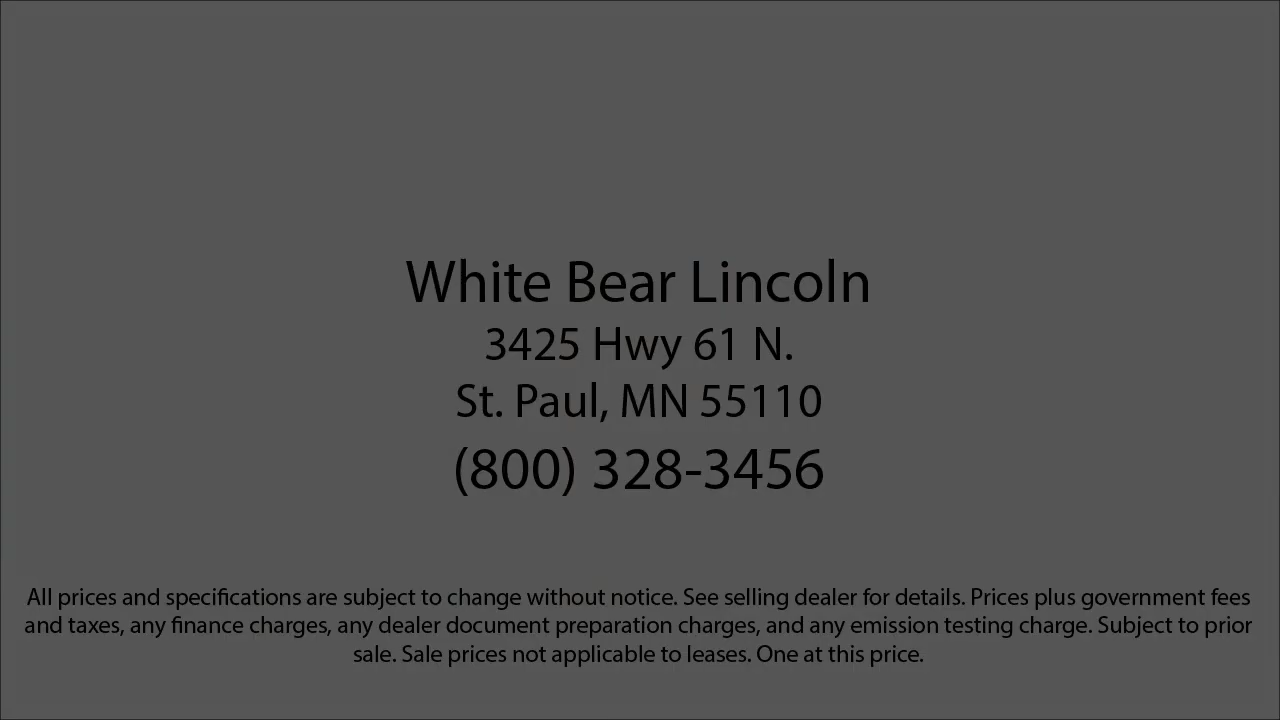 White Bear Lincoln
3425 Hwy 61 N.
St. Paul, MN 55110
(800) 328-3456
All prices and specifications are subject to change without notice. See selling dealer for details. Prices plus government fees
and taxes, any finance charges, any dealer document preparation charges, and any emission testing charge. Subject to prior
sale. Sale prices not applicable to leases. One at this price.